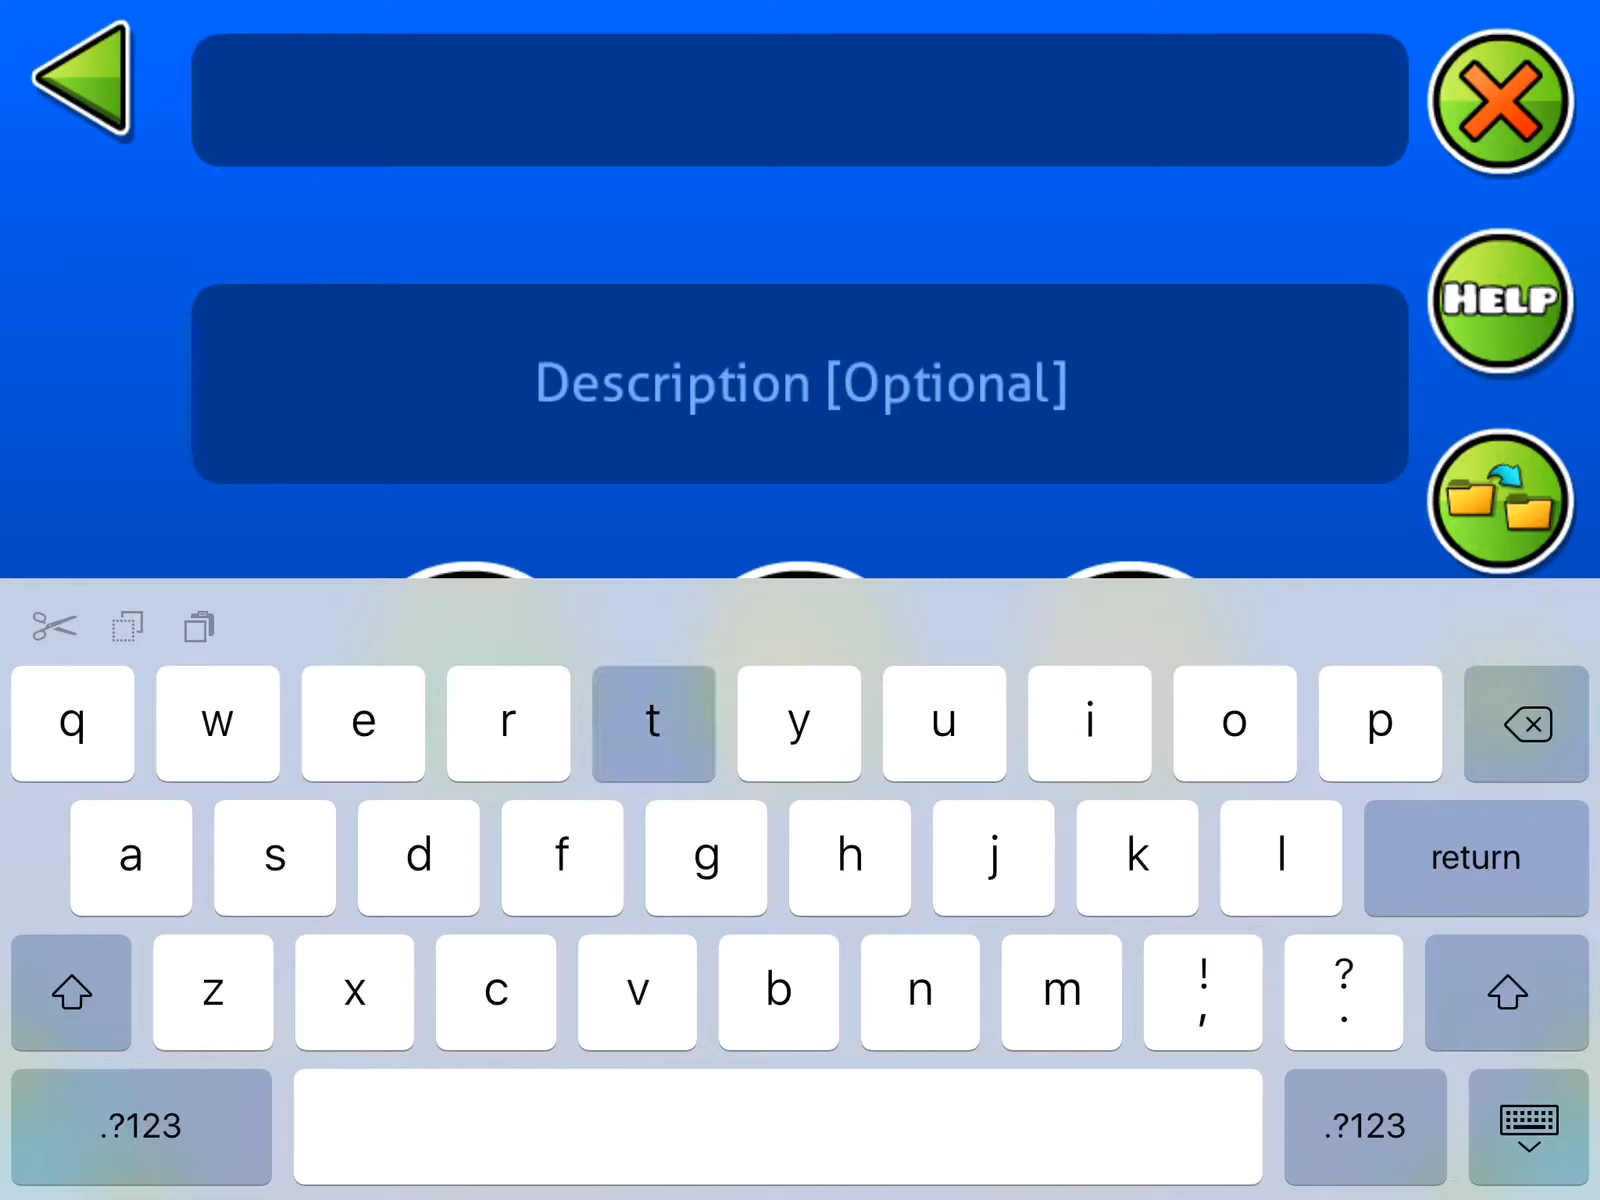 HELP
Description [Optional]
q w e r t y u i o p
a s d f g h j k l return
z x c v b n m ! , ? .
.?123 .?123